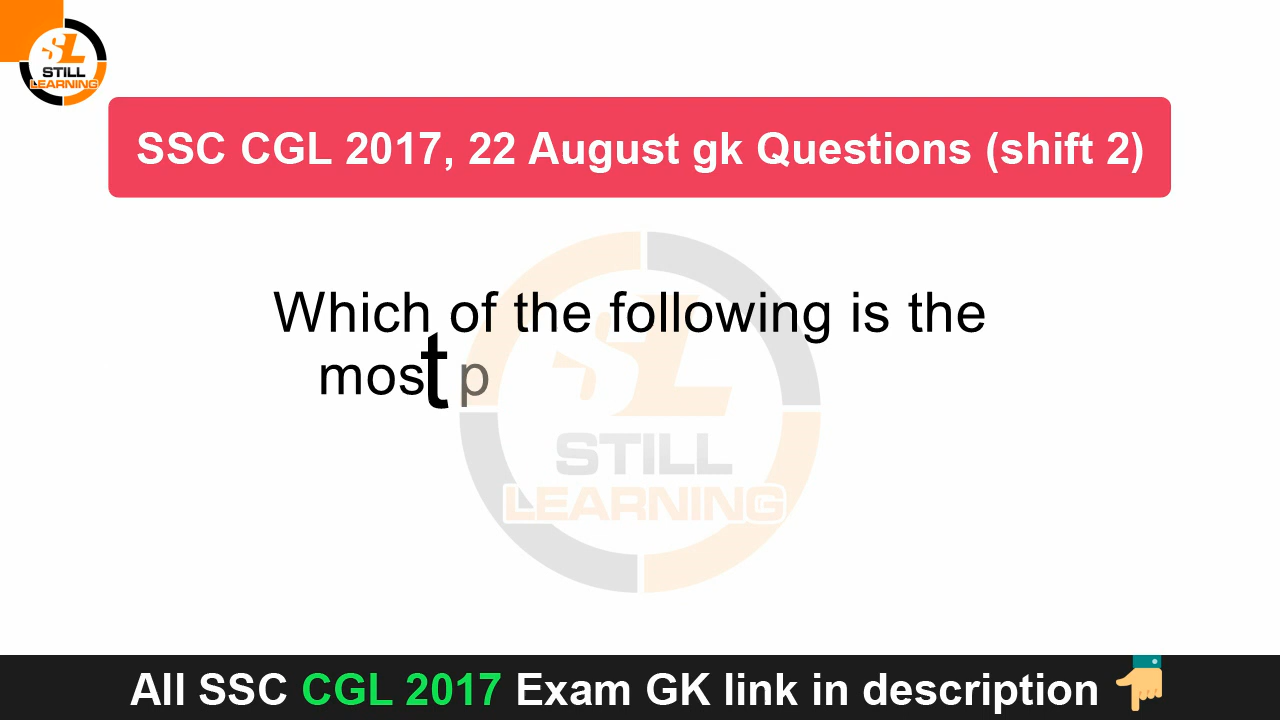 SL
STILL
LEARNING
SSC CGL 2017, 22 August gk Questions (shift 2)
Which of the following is the
most p
SL
STILL
LEARNING
All SSC CGL 2017 Exam GK link in description